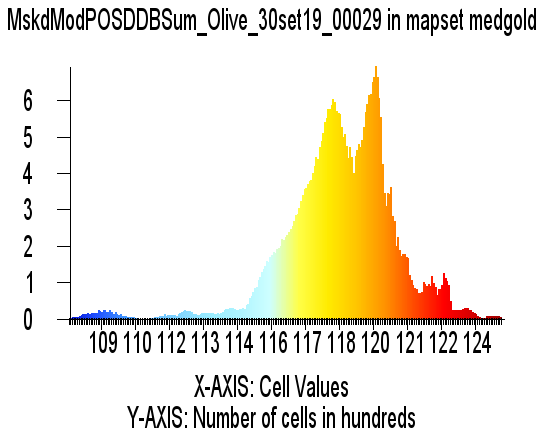 MskdModPOSDDBSum_Olive_30set19_00029 in mapset medgold
6
5
4
3
2
1
0
109 110 112 113 114 116 117 118 120 121 122 124
X-AXIS: Cell Values
Y-AXIS: Number of cells in hundreds